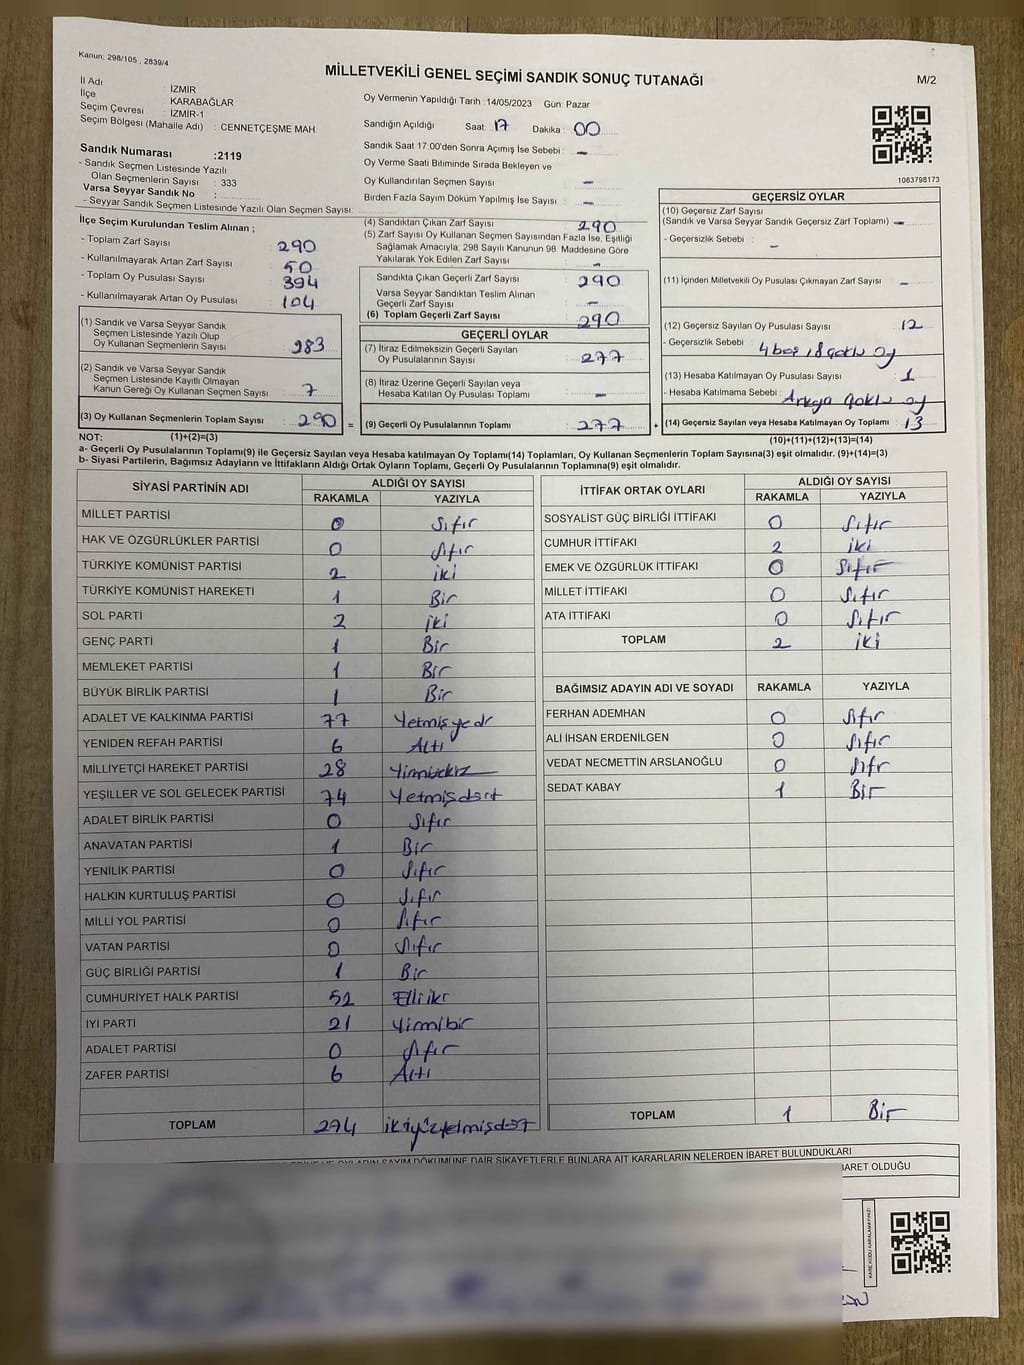 Kanun: 298/105 , 2839/4
MİLLETVEKİLİ GENEL SEÇİMİ SANDIK SONUÇ TUTANAĞI
M/2
İl Adı : İZMİR
İlçe : KARABAĞLAR
Seçim Çevresi : İZMİR-1
Seçim Bölgesi (Mahalle Adı) : CENNETÇEŞME MAH
Sandık Numarası :2119
- Sandık Seçmen Listesinde Yazılı
Olan Seçmenlerin Sayısı : 333
Varsa Seyyar Sandık No :
- Seyyar Sandık Seçmen Listesinde Yazılı Olan Seçmen Sayısı
Oy Vermenin Yapıldığı Tarih : 14/05/2023 Gün: Pazar
Sandığın Açıldığı Saat: 17 Dakika : 00
Sandık Saat 17:00'den Sonra Açımış İse Sebebi : -
Oy Verme Saati Bitiminde Sırada Bekleyen ve
Oy Kullandırılan Seçmen Sayısı : -
Birden Fazla Sayım Döküm Yapılmış İse Sayısı : -
1063798173
İlçe Seçim Kurulundan Teslim Alınan ;
- Toplam Zarf Sayısı : 290
- Kullanılmayarak Artan Zarf Sayısı : 50
- Toplam Oy Pusulası Sayısı : 394
- Kullanılmayarak Artan Oy Pusulası : 104
(1) Sandık ve Varsa Seyyar Sandık
Seçmen Listesinde Yazılı Olup
Oy Kullanan Seçmenlerin Sayısı : 283
(2) Sandık ve Varsa Seyyar Sandık
Seçmen Listesinde Kayıtlı Olmayan
Kanun Gereği Oy Kullanan Seçmen Sayısı : 7
(3) Oy Kullanan Seçmenlerin Toplam Sayısı : 290 =
(4) Sandıktan Çıkan Zarf Sayısı : 290
(5) Zarf Sayısı Oy Kullanan Seçmen Sayısından Fazla İse, Eşitliği
Sağlamak Amacıyla, 298 Sayılı Kanunun 98. Maddesine Göre
Yakılarak Yok Edilen Zarf Sayısı : -
Sandıkta Çıkan Geçerli Zarf Sayısı : 290
Varsa Seyyar Sandıktan Teslim Alınan
Geçerli Zarf Sayısı : -
(6) Toplam Geçerli Zarf Sayısı : 290
GEÇERLİ OYLAR
(7) İtiraz Edilmeksizin Geçerli Sayılan
Oy Pusulalarının Sayısı : 277
(8) İtiraz Üzerine Geçerli Sayılan veya
Hesaba Katılan Oy Pusulası Toplamı : -
(9) Geçerli Oy Pusulalarının Toplamı : 277 +
GEÇERSİZ OYLAR
(10) Geçersiz Zarf Sayısı
(Sandık ve Varsa Seyyar Sandık Geçersiz Zarf Toplamı) : -
- Geçersizlik Sebebi : -
(11) İçinden Milletvekili Oy Pusulası Çıkmayan Zarf Sayısı : -
(12) Geçersiz Sayılan Oy Pusulası Sayısı : 12
- Geçersizlik Sebebi : 4 boş, 8 çoklu oy
(13) Hesaba Katılmayan Oy Pusulası Sayısı : 1
- Hesaba Katılmama Sebebi : Arkaya çoklu oy
(14) Geçersiz Sayılan veya Hesaba Katılmayan Oy Toplamı : 13
NOT: (1)+(2)=(3)
(10)+(11)+(12)+(13)=(14)
a- Geçerli Oy Pusulalarının Toplamı(9) ile Geçersiz Sayılan veya Hesaba katılmayan Oy Toplamı(14) Toplamları, Oy Kullanan Seçmenlerin Toplam Sayısına(3) eşit olmalıdır. (9)+(14)=(3)
b- Siyasi Partilerin, Bağımsız Adayların ve İttifakların Aldığı Ortak Oyların Toplamı, Geçerli Oy Pusulalarının Toplamına(9) eşit olmalıdır.
SİYASİ PARTİNİN ADI ALDIĞI OY SAYISI
RAKAMLA YAZIYLA
MİLLET PARTİSİ 0 Sıfır
HAK VE ÖZGÜRLÜKLER PARTİSİ 0 Sıfır
TÜRKİYE KOMÜNİST PARTİSİ 2 iki
TÜRKİYE KOMÜNİST HAREKETİ 1 Bir
SOL PARTİ 2 iki
GENÇ PARTİ 1 Bir
MEMLEKET PARTİSİ 1 Bir
BÜYÜK BİRLİK PARTİSİ 1 Bir
ADALET VE KALKINMA PARTİSİ 77 Yetmişyedi
YENİDEN REFAH PARTİSİ 6 Altı
MİLLİYETÇİ HAREKET PARTİSİ 28 Yirmisekiz
YEŞİLLER VE SOL GELECEK PARTİSİ 74 Yetmişdört
ADALET BİRLİK PARTİSİ 0 Sıfır
ANAVATAN PARTİSİ 1 Bir
YENİLİK PARTİSİ 0 Sıfır
HALKIN KURTULUŞ PARTİSİ 0 Sıfır
MİLLİ YOL PARTİSİ 0 Sıfır
VATAN PARTİSİ 0 Sıfır
GÜÇ BİRLİĞİ PARTİSİ 1 Bir
CUMHURİYET HALK PARTİSİ 52 Elliiki
İYİ PARTİ 21 Yirmibir
ADALET PARTİSİ 0 Sıfır
ZAFER PARTİSİ 6 Altı
TOPLAM 274 ikiyüzyetmişdört
İTTİFAK ORTAK OYLARI ALDIĞI OY SAYISI
RAKAMLA YAZIYLA
SOSYALİST GÜÇ BİRLİĞİ İTTİFAKI 0 Sıfır
CUMHUR İTTİFAKI 2 iki
EMEK VE ÖZGÜRLÜK İTTİFAKI 0 Sıfır
MİLLET İTTİFAKI 0 Sıfır
ATA İTTİFAKI 0 Sıfır
TOPLAM 2 iki
BAĞIMSIZ ADAYIN ADI VE SOYADI RAKAMLA YAZIYLA
FERHAN ADEMHAN 0 Sıfır
ALİ İHSAN ERDENİLGEN 0 Sıfır
VEDAT NECMETTİN ARSLANOĞLU 0 Sıfır
SEDAT KABAY 1 Bir
TOPLAM 1 Bir
OYLARIN SAYIM DÖKÜMÜNE DAİR ŞİKAYETLERLE BUNLARA AİT KARARLARIN NELERDEN İBARET BULUNDUKLARI
İBARET OLDUĞU
KARE KODU KARALAMAYINIZ!